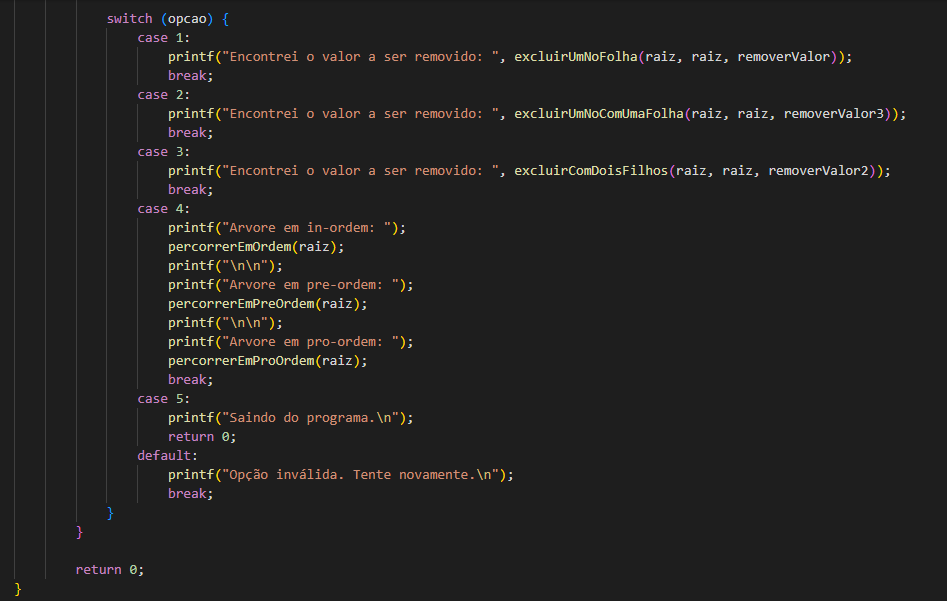 switch (opcao) {
case 1:
printf("Encontrei o valor a ser removido: ", excluirUmNoFolha(raiz, raiz, removerValor));
break;
case 2:
printf("Encontrei o valor a ser removido: ", excluirUmNoComUmaFolha(raiz, raiz, removerValor3));
break;
case 3:
printf("Encontrei o valor a ser removido: ", excluirComDoisFilhos(raiz, raiz, removerValor2));
break;
case 4:
printf("Arvore em in-ordem: ");
percorrerEmOrdem(raiz);
printf("\n\n");
printf("Arvore em pre-ordem: ");
percorrerEmPreOrdem(raiz);
printf("\n\n");
printf("Arvore em pro-ordem: ");
percorrerEmProOrdem(raiz);
break;
case 5:
printf("Saindo do programa.\n");
return 0;
default:
printf("Opção inválida. Tente novamente.\n");
break;
}
}
return 0;
}